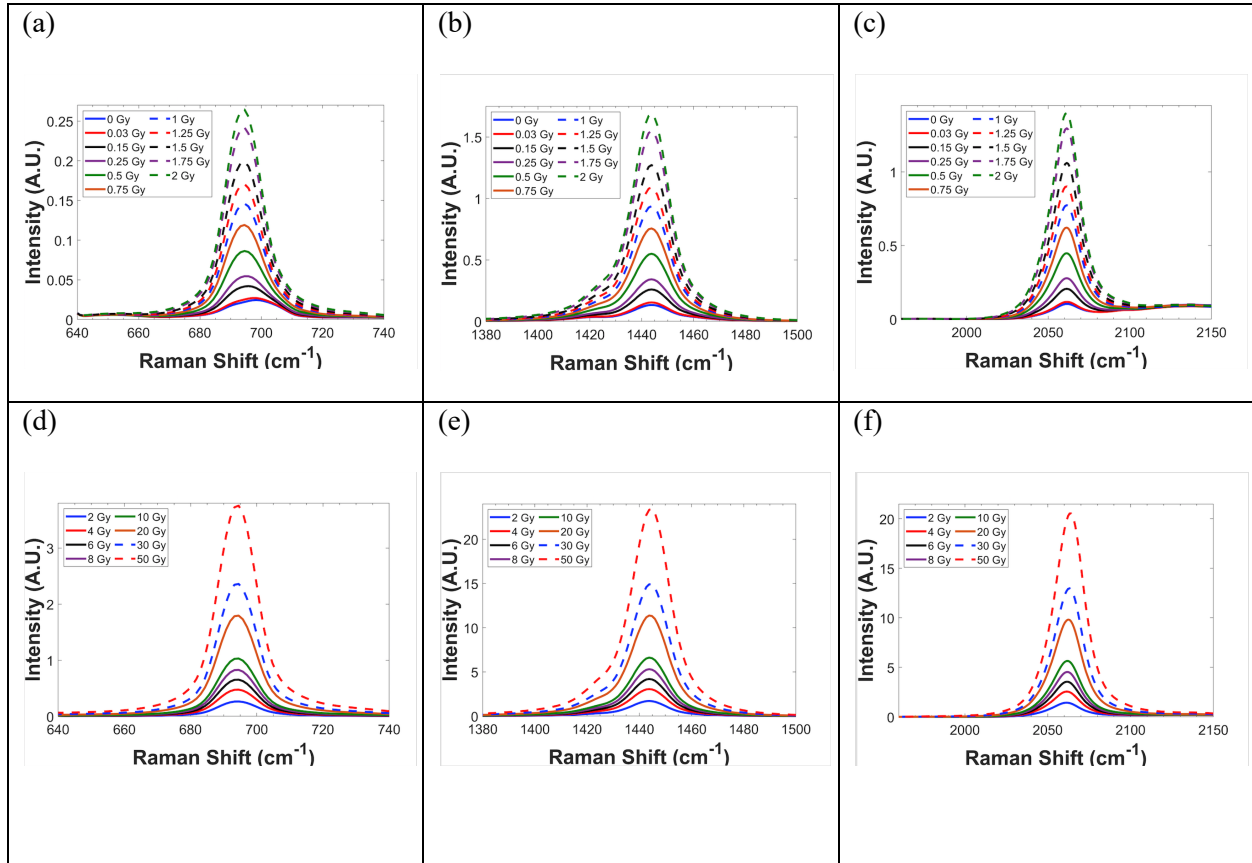 (a)
Intensity (A.U.)
0.25
0.2
0.15
0.1
0.05
0
0 Gy 1 Gy
0.03 Gy 1.25 Gy
0.15 Gy 1.5 Gy
0.25 Gy 1.75 Gy
0.5 Gy 2 Gy
0.75 Gy
640 660 680 700 720 740
Raman Shift (cm⁻¹)
(b)
Intensity (A.U.)
1.5
1
0.5
0
0 Gy 1 Gy
0.03 Gy 1.25 Gy
0.15 Gy 1.5 Gy
0.25 Gy 1.75 Gy
0.5 Gy 2 Gy
0.75 Gy
1380 1400 1420 1440 1460 1480 1500
Raman Shift (cm⁻¹)
(c)
Intensity (A.U.)
1
0.5
0
0 Gy 1 Gy
0.03 Gy 1.25 Gy
0.15 Gy 1.5 Gy
0.25 Gy 1.75 Gy
0.5 Gy 2 Gy
0.75 Gy
2000 2050 2100 2150
Raman Shift (cm⁻¹)
(d)
Intensity (A.U.)
3
2
1
0
2 Gy 10 Gy
4 Gy 20 Gy
6 Gy 30 Gy
8 Gy 50 Gy
640 660 680 700 720 740
Raman Shift (cm⁻¹)
(e)
Intensity (A.U.)
20
15
10
5
0
2 Gy 10 Gy
4 Gy 20 Gy
6 Gy 30 Gy
8 Gy 50 Gy
1380 1400 1420 1440 1460 1480 1500
Raman Shift (cm⁻¹)
(f)
Intensity (A.U.)
20
15
10
5
0
2 Gy 10 Gy
4 Gy 20 Gy
6 Gy 30 Gy
8 Gy 50 Gy
2000 2050 2100 2150
Raman Shift (cm⁻¹)